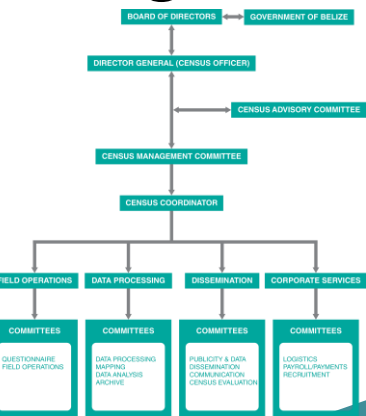 BOARD OF DIRECTORS
GOVERNMENT OF BELIZE
DIRECTOR GENERAL (CENSUS OFFICER)
CENSUS ADVISORY COMMITTEE
CENSUS MANAGEMENT COMMITTEE
CENSUS COORDINATOR
FIELD OPERATIONS
DATA PROCESSING
DISSEMINATION
CORPORATE SERVICES
COMMITTEES
QUESTIONNAIRE
FIELD OPERATIONS
COMMITTEES
DATA PROCESSING
MAPPING
DATA ANALYSIS
ARCHIVE
COMMITTEES
PUBLICITY & DATA
DISSEMINATION
COMMUNICATION
CENSUS EVALUATION
COMMITTEES
LOGISTICS
PAYROLL/PAYMENTS
RECRUITMENT